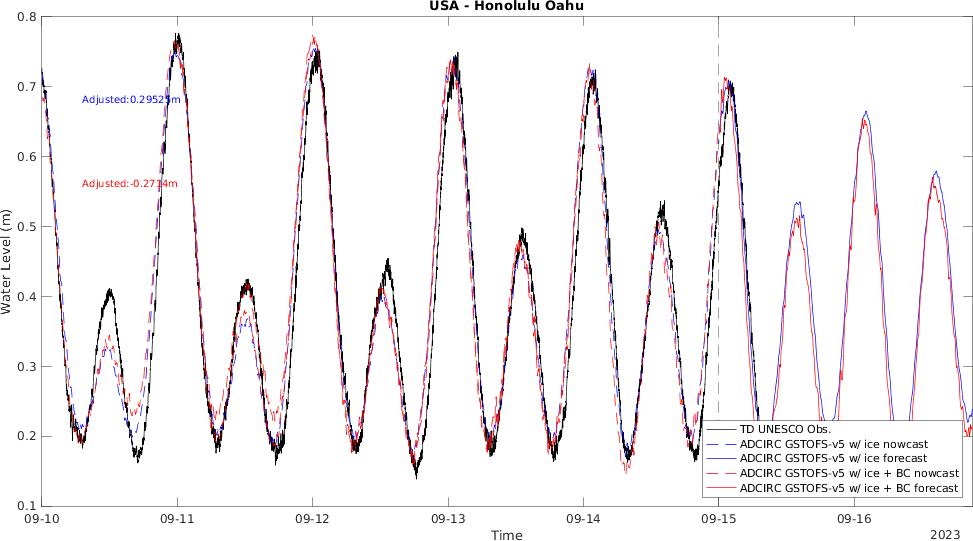 USA - Honolulu Oahu
0.8
0.7
0.6
0.5
0.4
0.3
0.2
0.1
Water Level (m)
Adjusted:0.29525m
Adjusted:-0.2714m
TD UNESCO Obs.
ADCIRC GSTOFS-v5 w/ ice nowcast
ADCIRC GSTOFS-v5 w/ ice forecast
ADCIRC GSTOFS-v5 w/ ice + BC nowcast
ADCIRC GSTOFS-v5 w/ ice + BC forecast
09-10 09-11 09-12 09-13 09-14 09-15 09-16
Time
2023